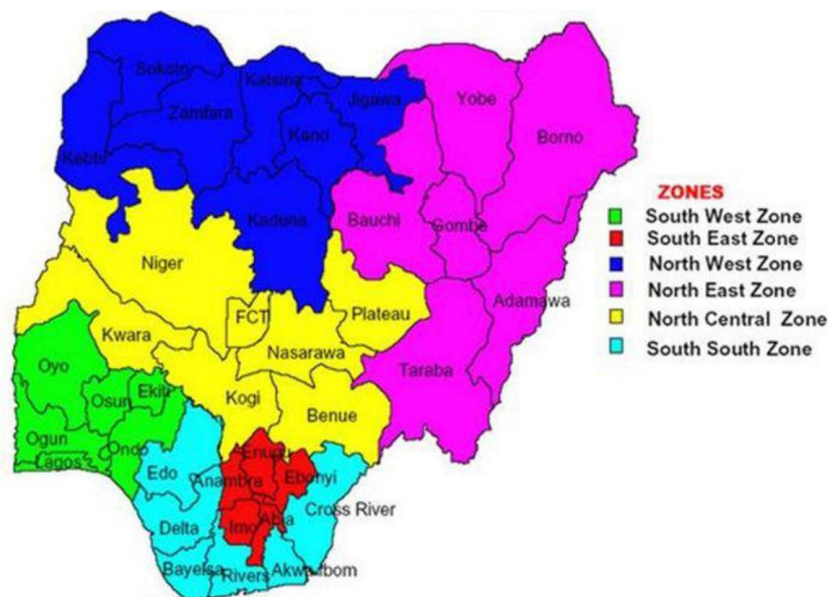 Sokoto
Katsina
Jigawa
Yobe
Zamfara
Kano
Borno
Kebbi
ZONES
South West Zone
South East Zone
North West Zone
North East Zone
North Central Zone
South South Zone
Kaduna
Bauchi
Gombe
Niger
Adamawa
FCT
Plateau
Kwara
Nasarawa
Oyo
Taraba
Ekiti
Osun
Kogi
Benue
Ogun
Ondo
Lagos
Edo
Enugu
Anambra
Ebonyi
Cross River
Delta
Imo
Abia
Bayelsa
Rivers
Akwa-Ibom